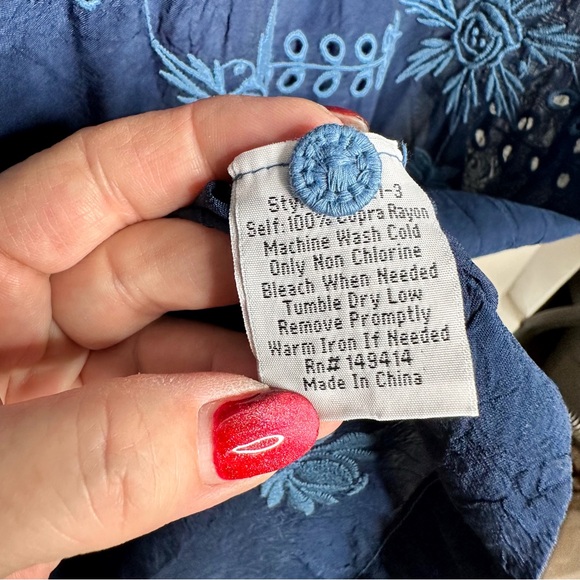 Self: 100% Cupra Rayon
Machine Wash Cold
Only Non Chlorine
Bleach When Needed
Tumble Dry Low
Remove Promptly
Warm Iron If Needed
Rn# 149414
Made In China